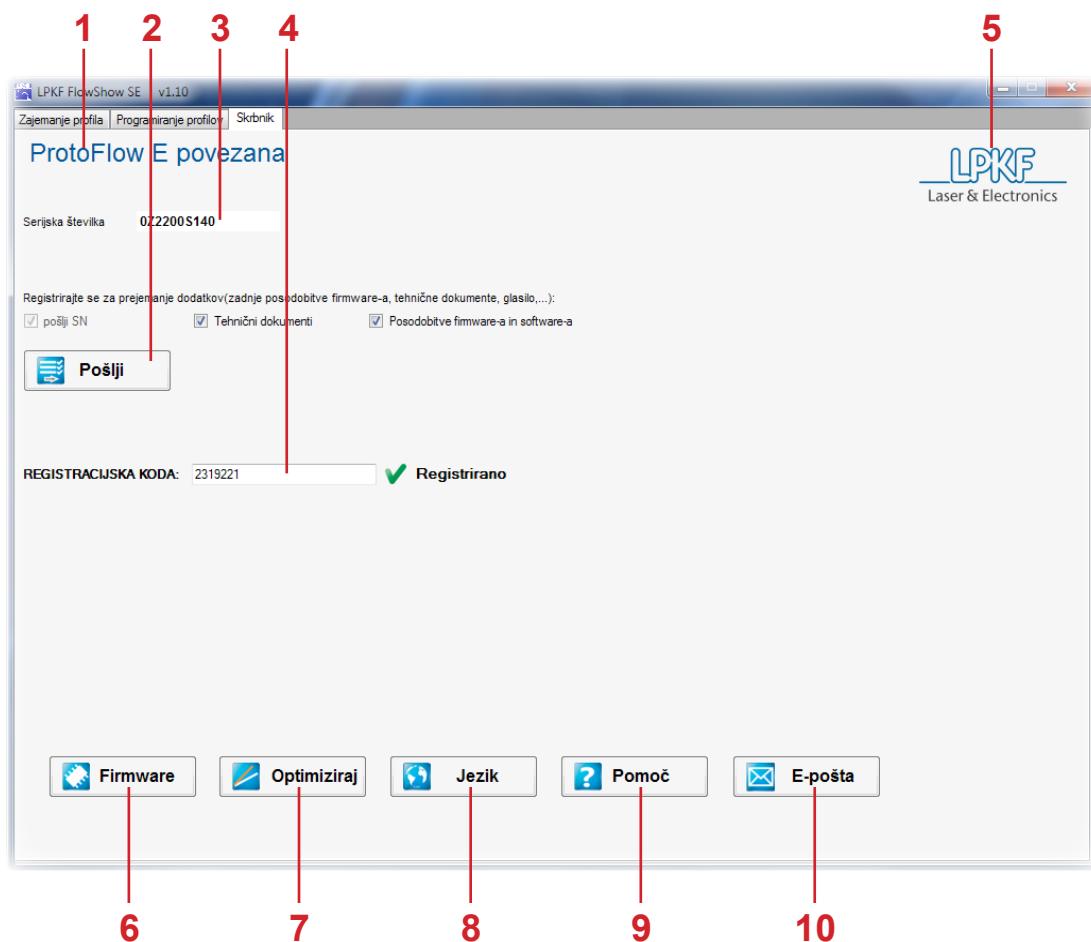 1 2 3 4 5
LPKF FlowShow SE v1.10
Zajemanje profila Programiranje profilov Skrbnik
ProtoFlow E povezana
LPKF
Laser & Electronics
Serijska številka 0Z2200S140
Registrirajte se za prejemanje dodatkov(zadnje posodobitve firmware-a, tehnične dokumente, glasilo,...):
pošlji SN Tehnični dokumenti Posodobitve firmware-a in software-a
Pošlji
REGISTRACIJSKA KODA: 2319221 Registrirano
Firmware Optimiziraj Jezik Pomoč E-pošta
6 7 8 9 10